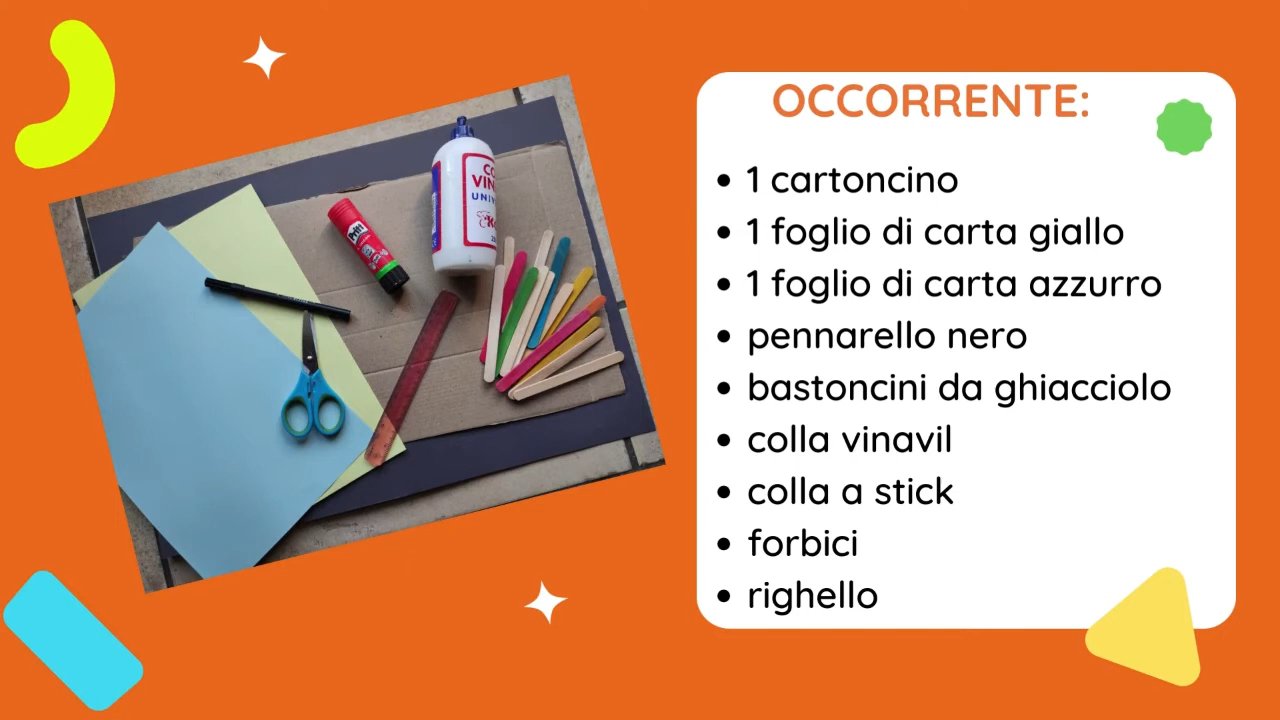 OCCORRENTE:
1 cartoncino
1 foglio di carta giallo
1 foglio di carta azzurro
pennarello nero
bastoncini da ghiacciolo
colla vinavil
colla a stick
forbici
righello
Pritt